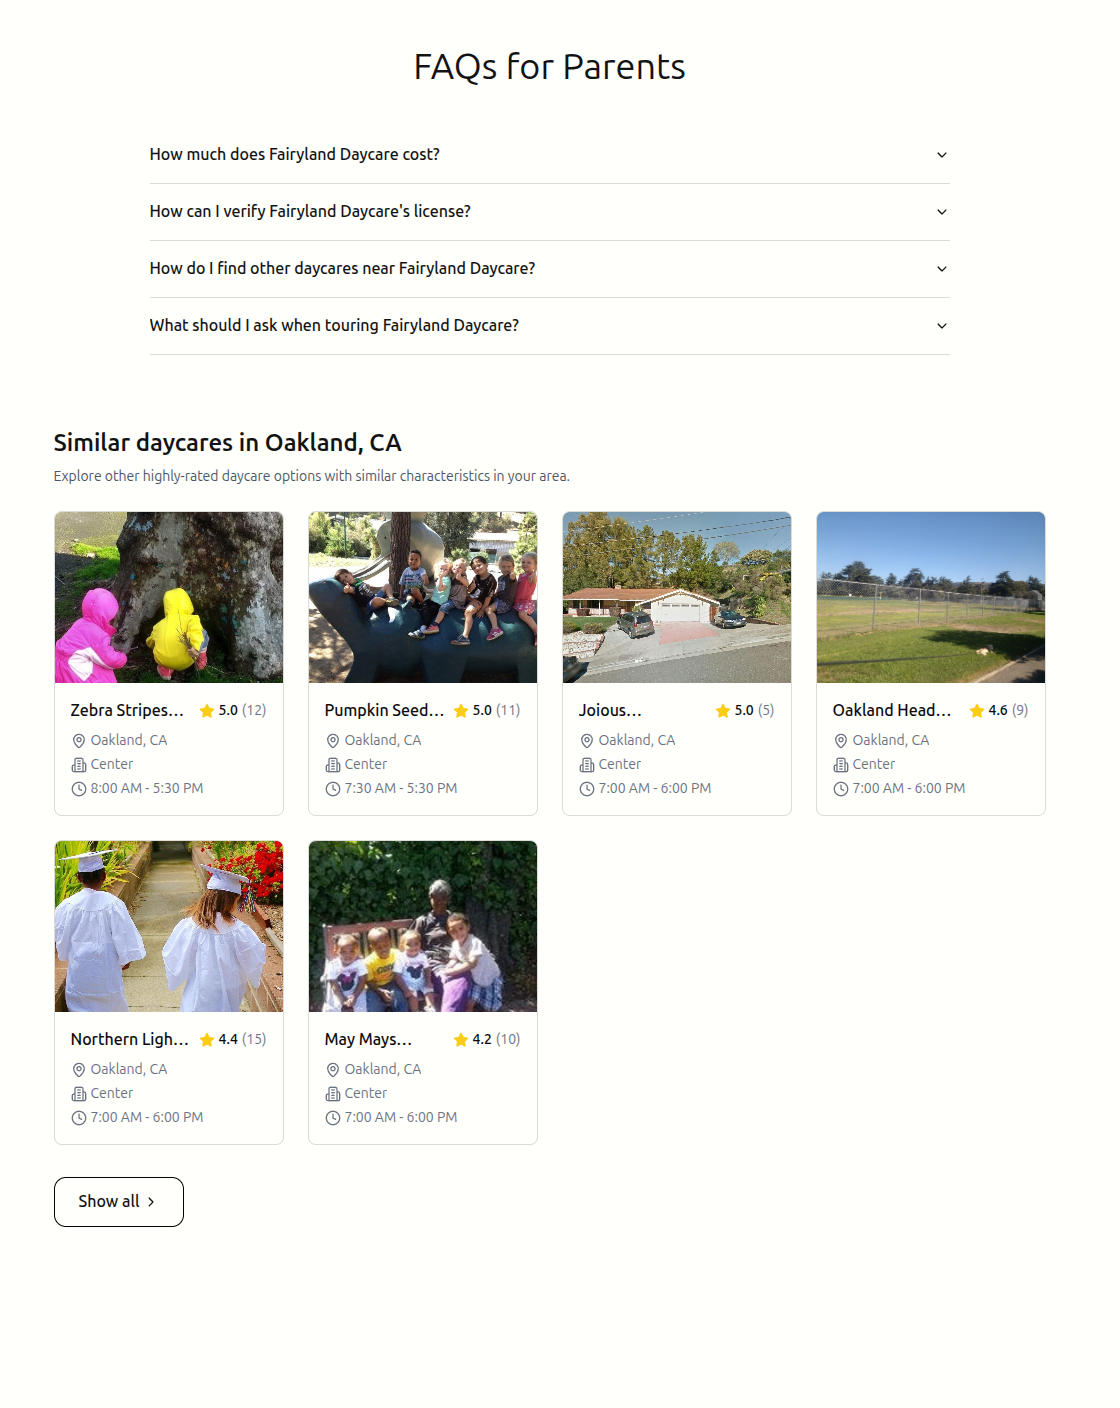 FAQs for Parents
How much does Fairyland Daycare cost?
How can I verify Fairyland Daycare's license?
How do I find other daycares near Fairyland Daycare?
What should I ask when touring Fairyland Daycare?
Similar daycares in Oakland, CA
Explore other highly-rated daycare options with similar characteristics in your area.
Zebra Stripes... 5.0 (12)
Oakland, CA
Center
8:00 AM - 5:30 PM
Pumpkin Seed... 5.0 (11)
Oakland, CA
Center
7:30 AM - 5:30 PM
Joious... 5.0 (5)
Oakland, CA
Center
7:00 AM - 6:00 PM
Oakland Head... 4.6 (9)
Oakland, CA
Center
7:00 AM - 6:00 PM
Northern Ligh... 4.4 (15)
Oakland, CA
Center
7:00 AM - 6:00 PM
May Mays... 4.2 (10)
Oakland, CA
Center
7:00 AM - 6:00 PM
Show all